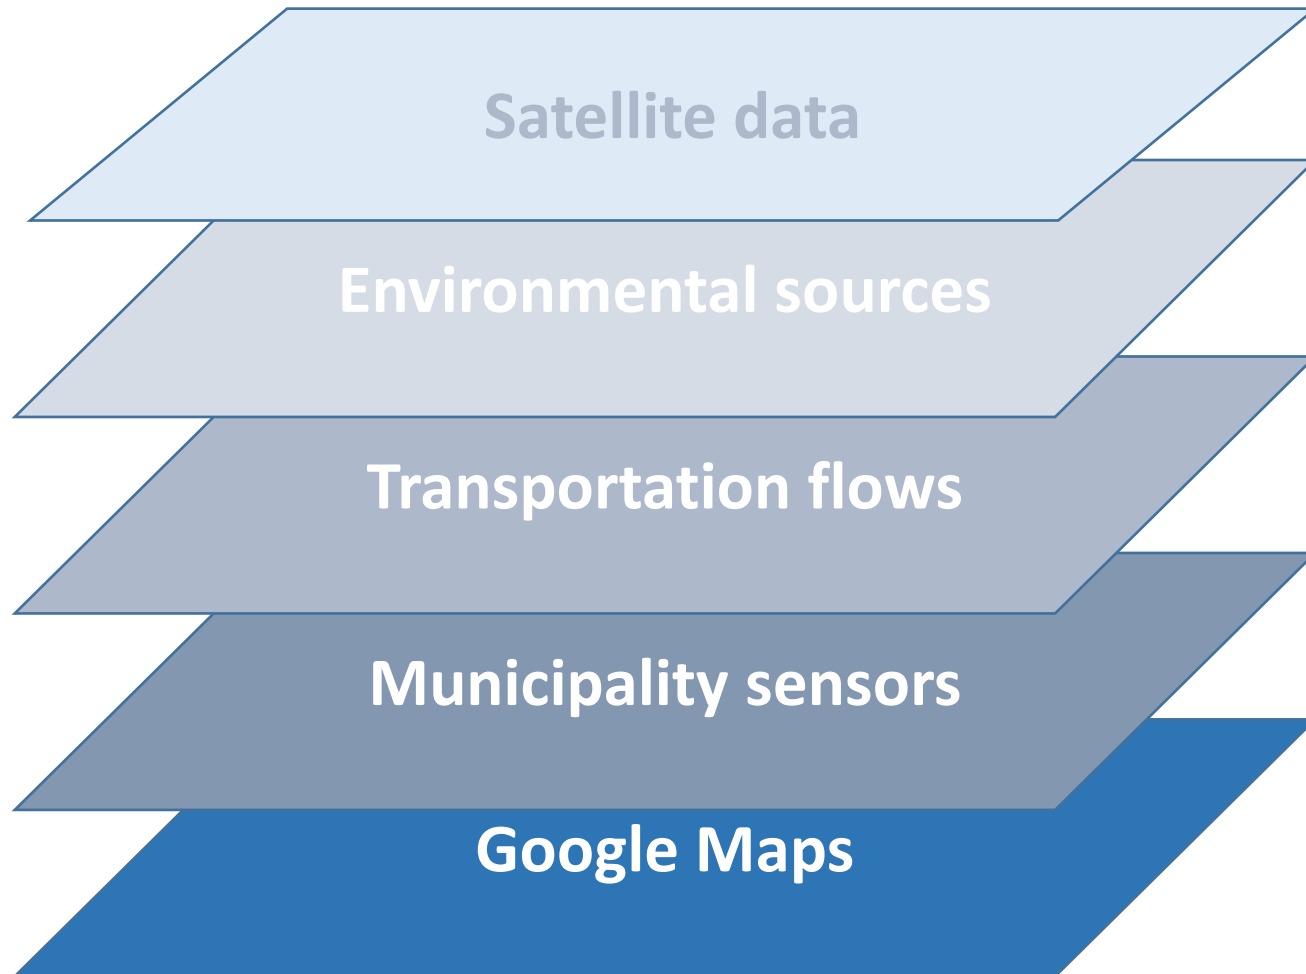 Satellite data
Environmental sources
Transportation flows
Municipality sensors
Google Maps